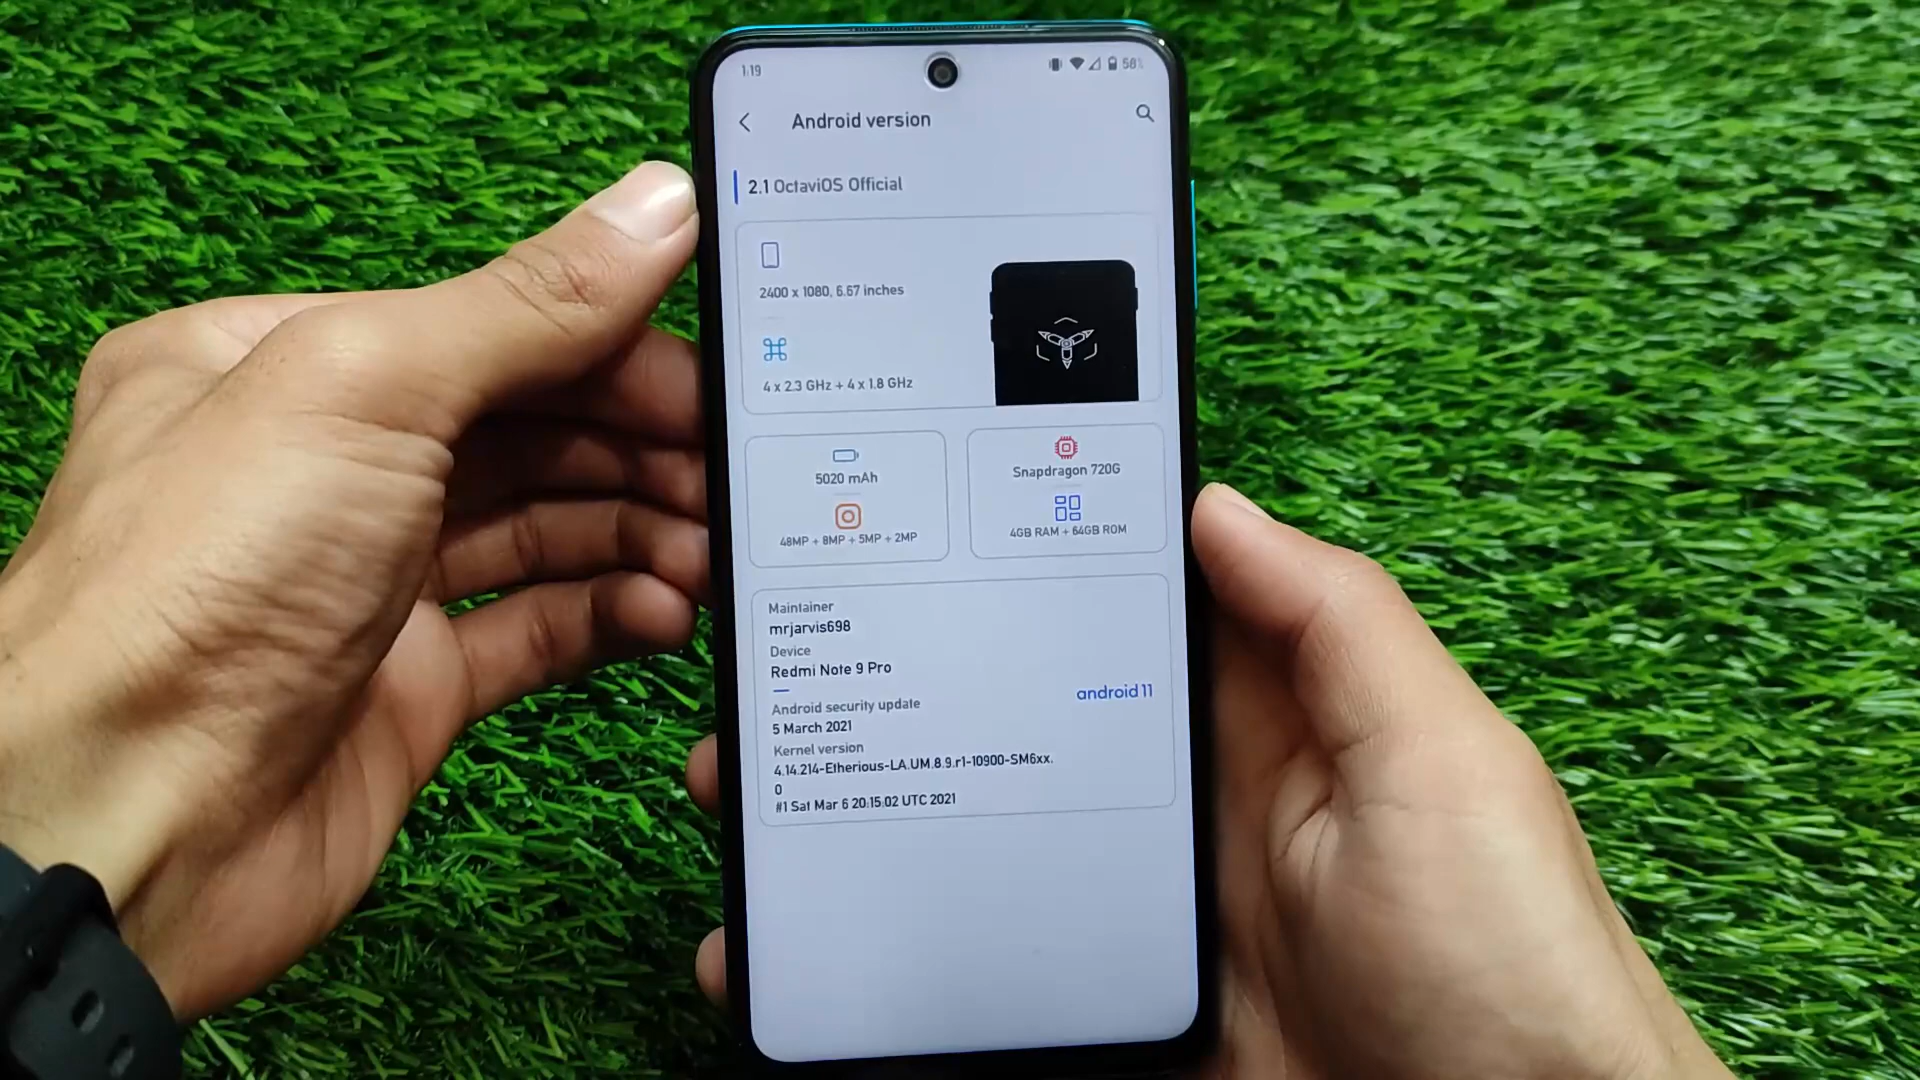 1:19
58%
Android version
2.1 OctaviOS Official
2400 x 1080, 6.67 inches
4 x 2.3 GHz + 4 x 1.8 GHz
5020 mAh
Snapdragon 720G
48MP + 8MP + 5MP + 2MP
4GB RAM + 64GB ROM
Maintainer
mrjarvis698
Device
Redmi Note 9 Pro
Android security update
android 11
5 March 2021
Kernel version
4.14.214-Etherious-LA.UM.8.9.r1-10900-SM6xx.
0
#1 Sat Mar 6 20:15:02 UTC 2021